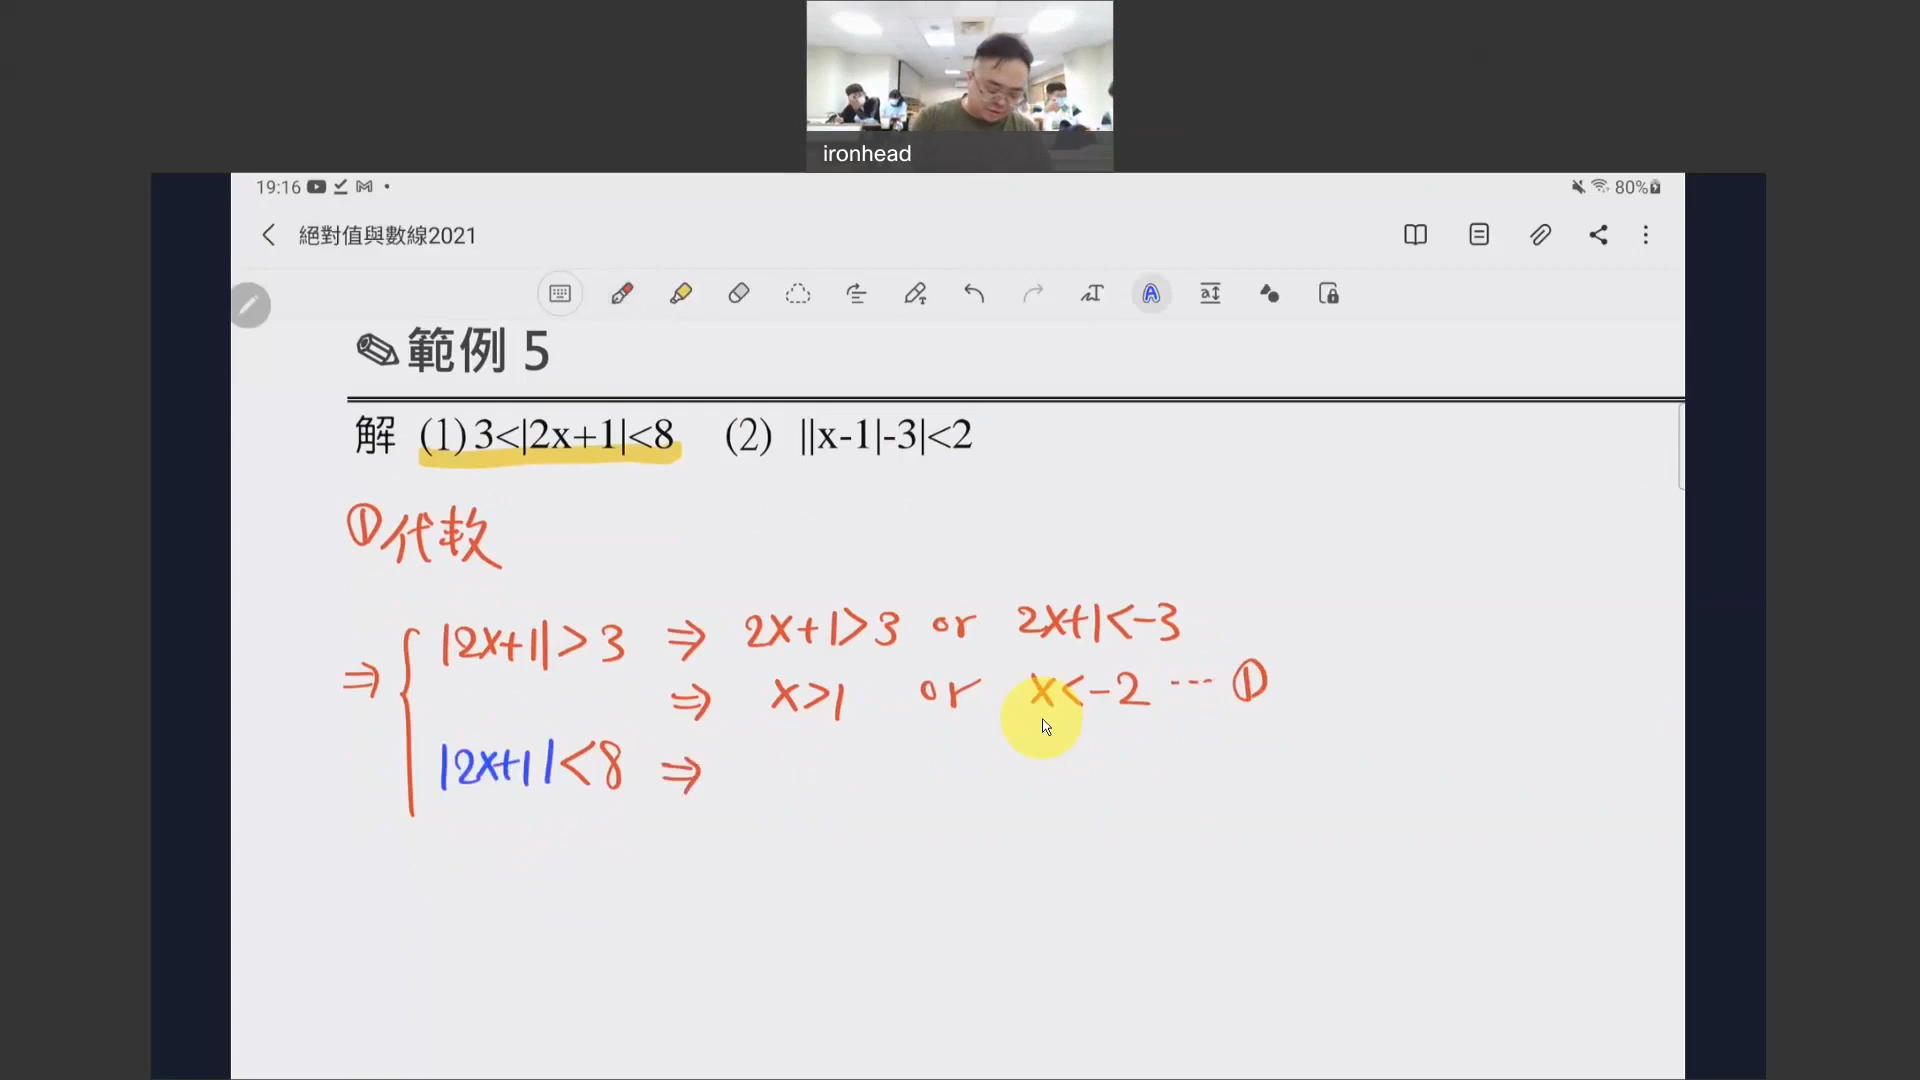 ironhead
19:16
80%
絕對值與數線2021
範例 5
解 (1)3<|2x+1|<8 (2) ||x-1|-3|<2
①代數
⇒ |2x+1|>3 ⇒ 2x+1>3 or 2x+1<-3
⇒ x>1 or x<-2 ... ①
|2x+1|<8 ⇒